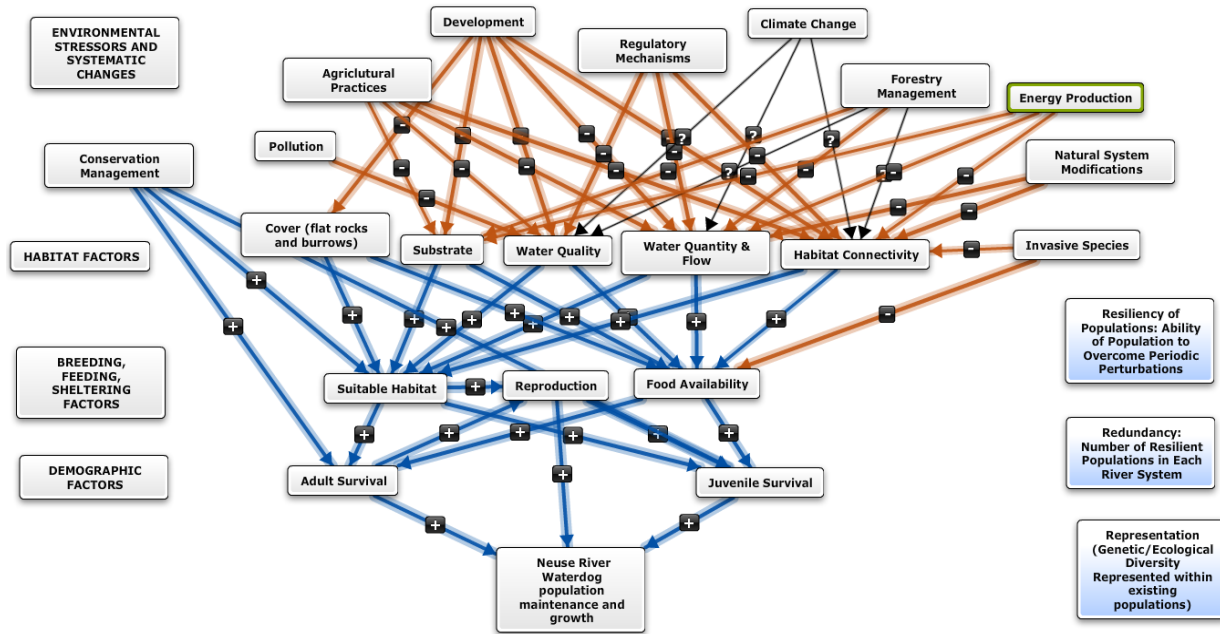 ENVIRONMENTAL
STRESSORS AND
SYSTEMATIC
CHANGES
Development
Climate Change
Regulatory
Mechanisms
Agriclutural
Practices
Forestry
Management
Energy Production
Pollution
Conservation
Management
Natural System
Modifications
- - - - - - - ? - ? - ? - - - - ? - - - - -
HABITAT FACTORS
Cover (flat rocks
and burrows)
Substrate
Water Quality
Water Quantity &
Flow
Habitat Connectivity
Invasive Species
-
+ + + + + + + + + + + + -
Resiliency of
Populations: Ability
of Population to
Overcome Periodic
Perturbations
BREEDING,
FEEDING,
SHELTERING
FACTORS
Suitable Habitat
+
Reproduction
Food Availability
+ + + + + +
Redundancy:
Number of Resilient
Populations in Each
River System
DEMOGRAPHIC
FACTORS
Adult Survival
+
Juvenile Survival
+ +
Neuse River
Waterdog
population
maintenance and
growth
Representation
(Genetic/Ecological
Diversity
Represented within
existing
populations)